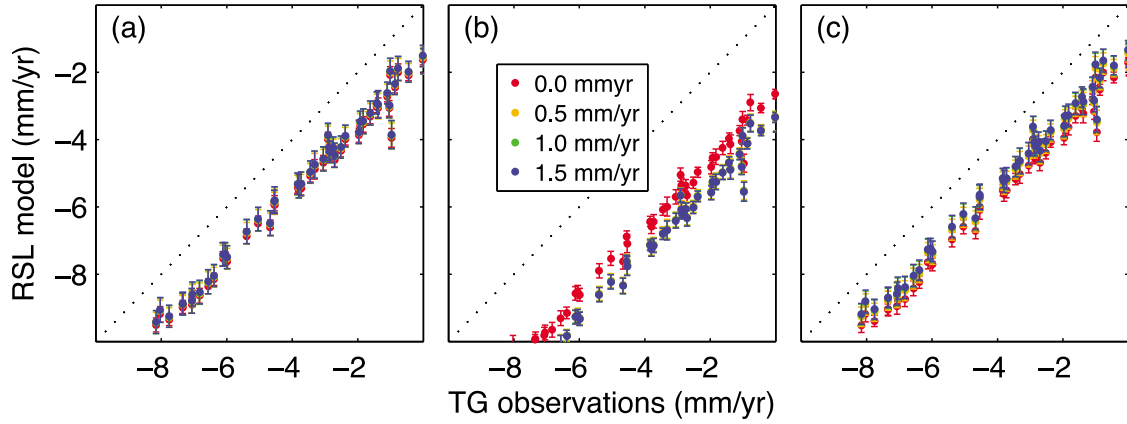 (a)
(b)
(c)
RSL model (mm/yr)
−2
−4
−6
−8
0.0 mmyr
0.5 mm/yr
1.0 mm/yr
1.5 mm/yr
−8 −6 −4 −2
−8 −6 −4 −2
−8 −6 −4 −2
TG observations (mm/yr)